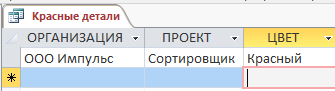 Красные детали
ОРГАНИЗАЦИЯ ПРОЕКТ ЦВЕТ
ООО Импульс Сортировщик Красный